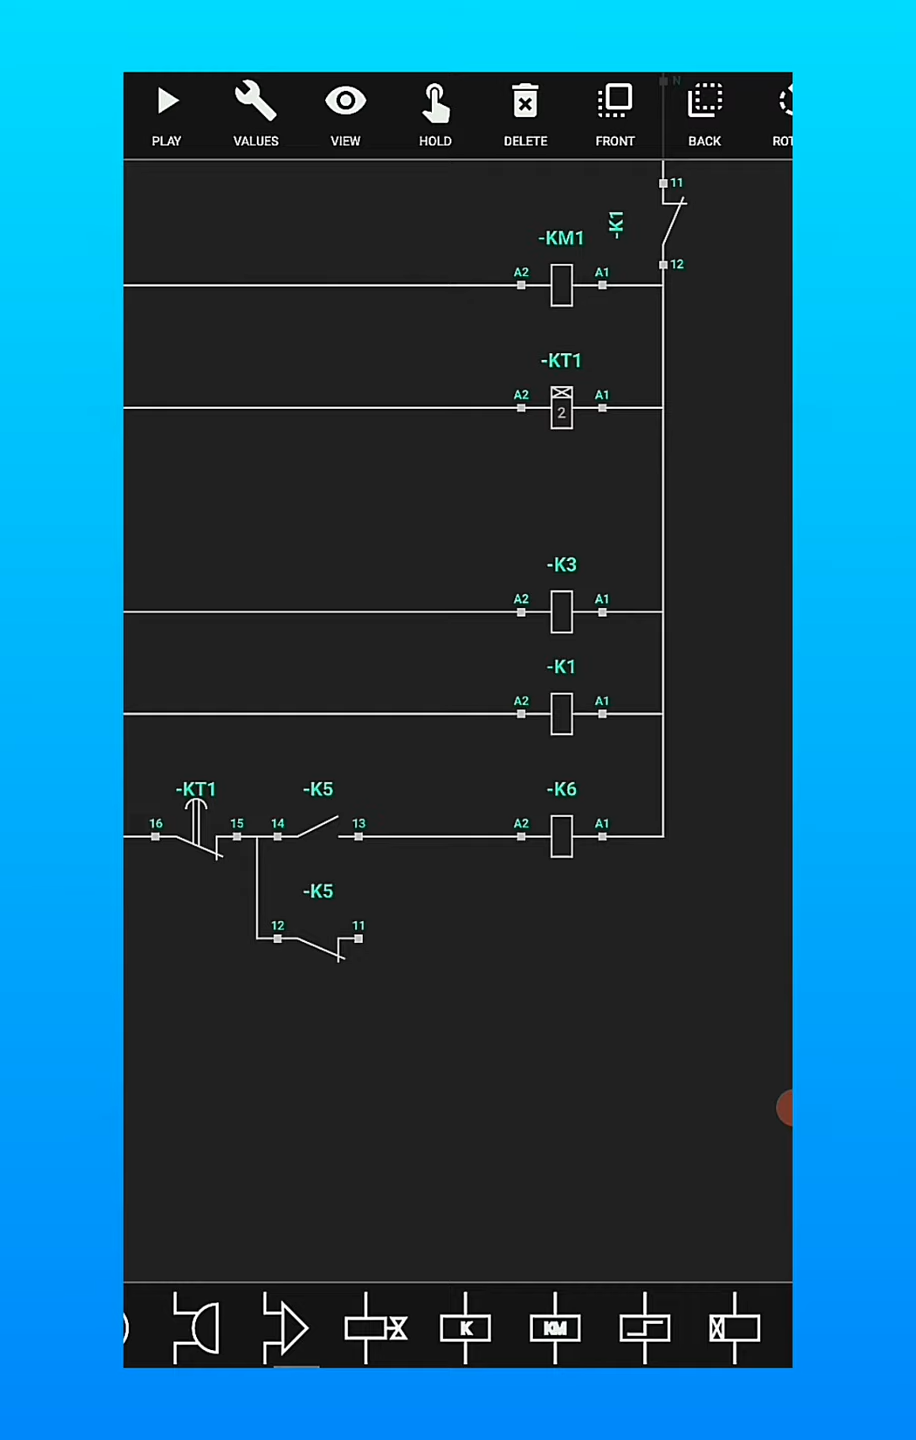 N
PLAY VALUES VIEW HOLD DELETE FRONT BACK ROT
11
-K1
-KM1
12
A2 A1
-KT1
A2 A1
2
-K3
A2 A1
-K1
A2 A1
-KT1 -K5 -K6
16 15 14 13 A2 A1
-K5
12 11
K KM